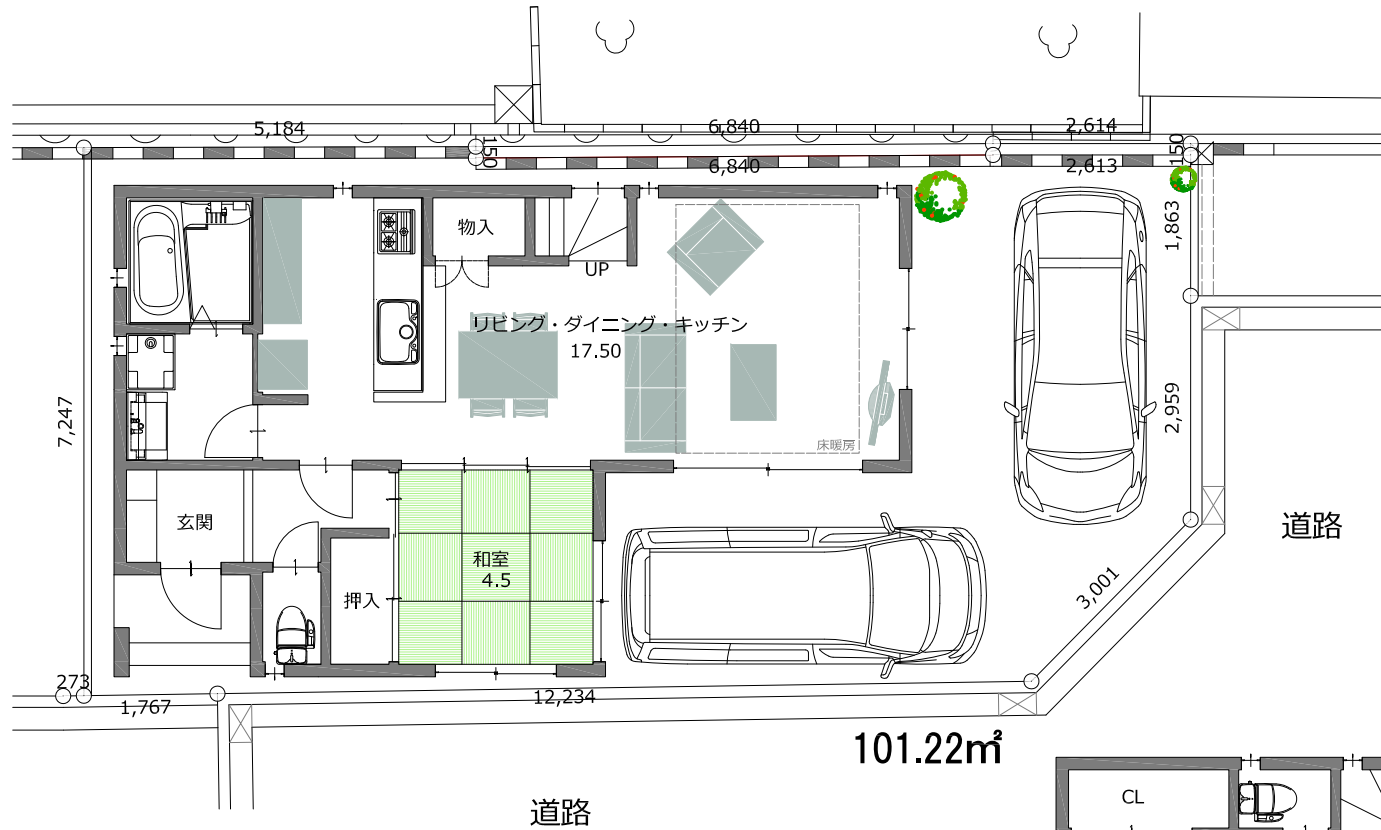 5,184
6,840
2,614
150
150
6,840
2,613
1,863
物入
UP
リビング・ダイニング・キッチン
17.50
7,247
2,959
床暖房
玄関
和室
4.5
押入
道路
3,001
273
1,767
12,234
101.22㎡
CL
道路